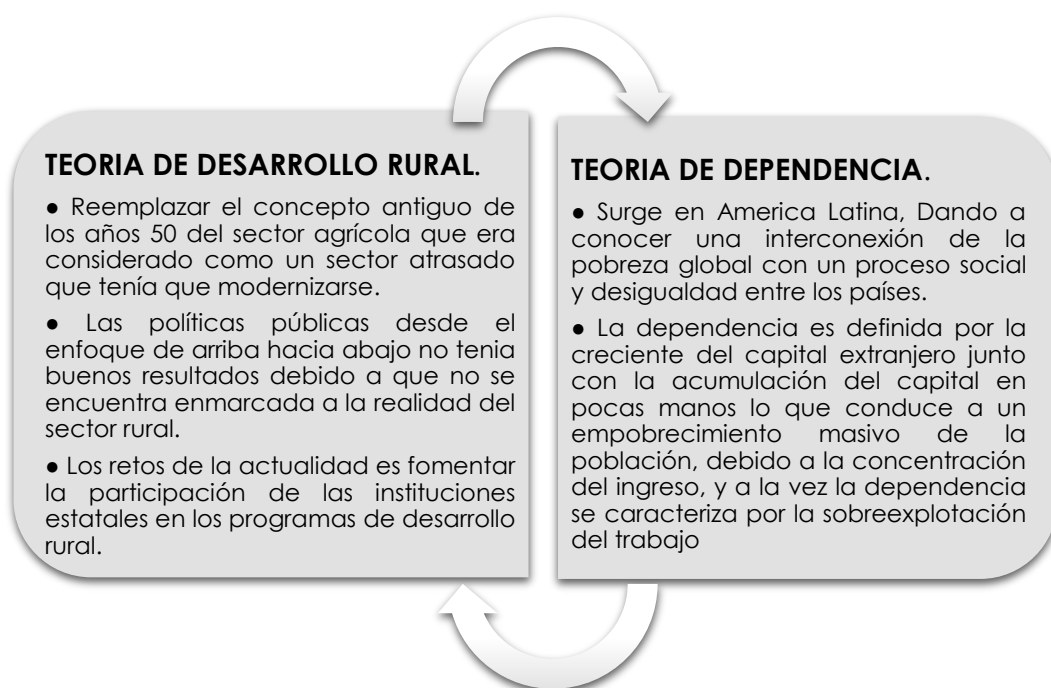 TEORIA DE DESARROLLO RURAL.
● Reemplazar el concepto antiguo de
los años 50 del sector agrícola que era
considerado como un sector atrasado
que tenía que modernizarse.
● Las políticas públicas desde el
enfoque de arriba hacia abajo no tenia
buenos resultados debido a que no se
encuentra enmarcada a la realidad del
sector rural.
● Los retos de la actualidad es fomentar
la participación de las instituciones
estatales en los programas de desarrollo
rural.
TEORIA DE DEPENDENCIA.
● Surge en America Latina, Dando a
conocer una interconexión de la
pobreza global con un proceso social
y desigualdad entre los países.
● La dependencia es definida por la
creciente del capital extranjero junto
con la acumulación del capital en
pocas manos lo que conduce a un
empobrecimiento masivo de la
población, debido a la concentración
del ingreso, y a la vez la dependencia
se caracteriza por la sobreexplotación
del trabajo